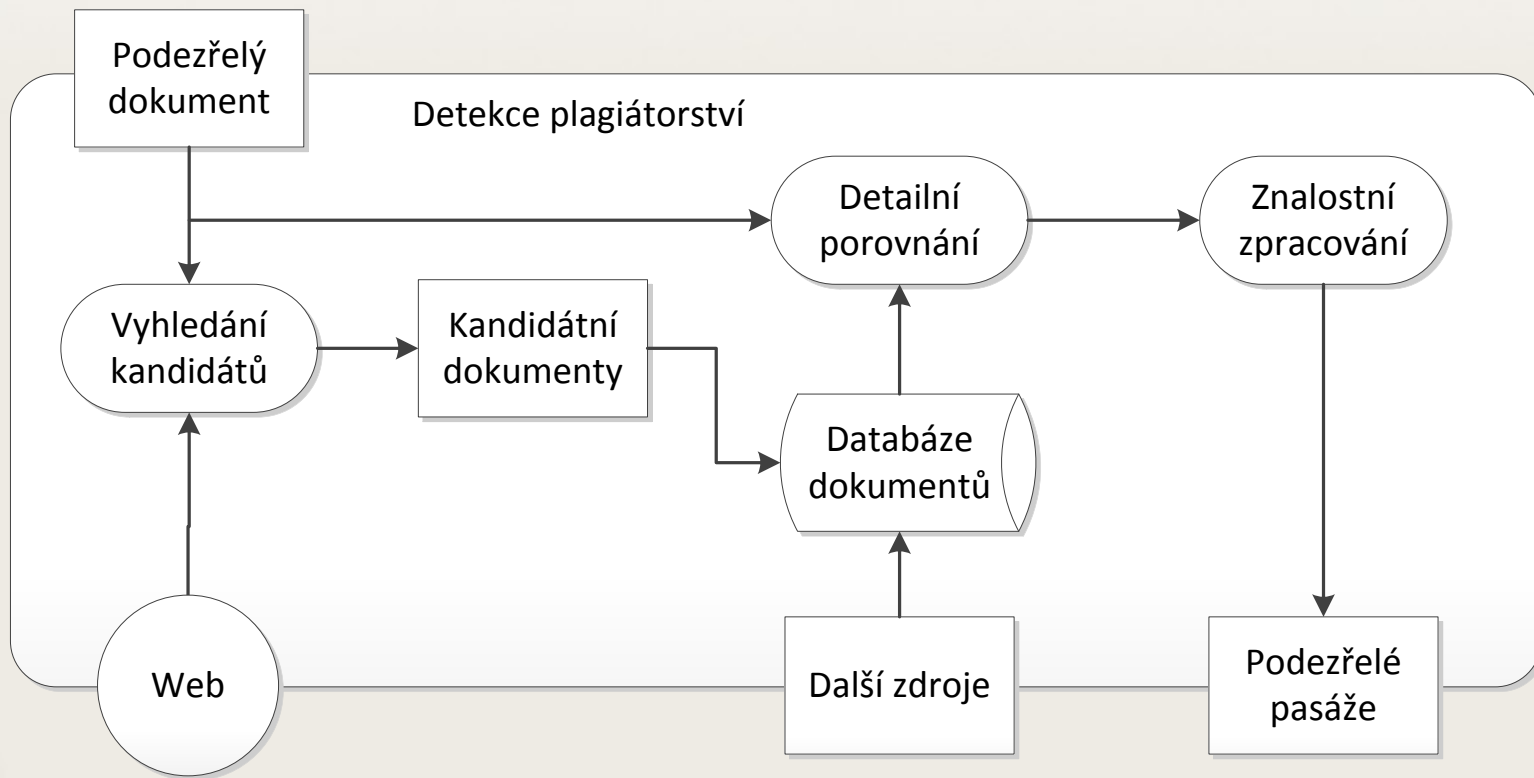 Podezřelý
dokument
Detekce plagiátorství
Detailní
porovnání
Znalostní
zpracování
Vyhledání
kandidátů
Kandidátní
dokumenty
Databáze
dokumentů
Web
Další zdroje
Podezřelé
pasáže